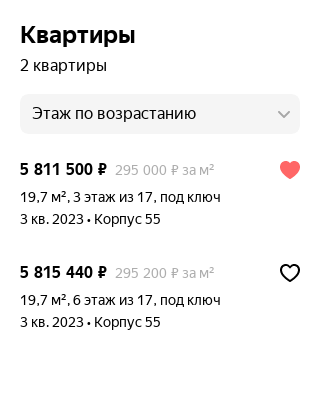 Квартиры
2 квартиры
Этаж по возрастанию
5 811 500 ₽ 295 000 ₽ за м²
19,7 м², 3 этаж из 17, под ключ
3 кв. 2023 • Корпус 55
5 815 440 ₽ 295 200 ₽ за м²
19,7 м², 6 этаж из 17, под ключ
3 кв. 2023 • Корпус 55